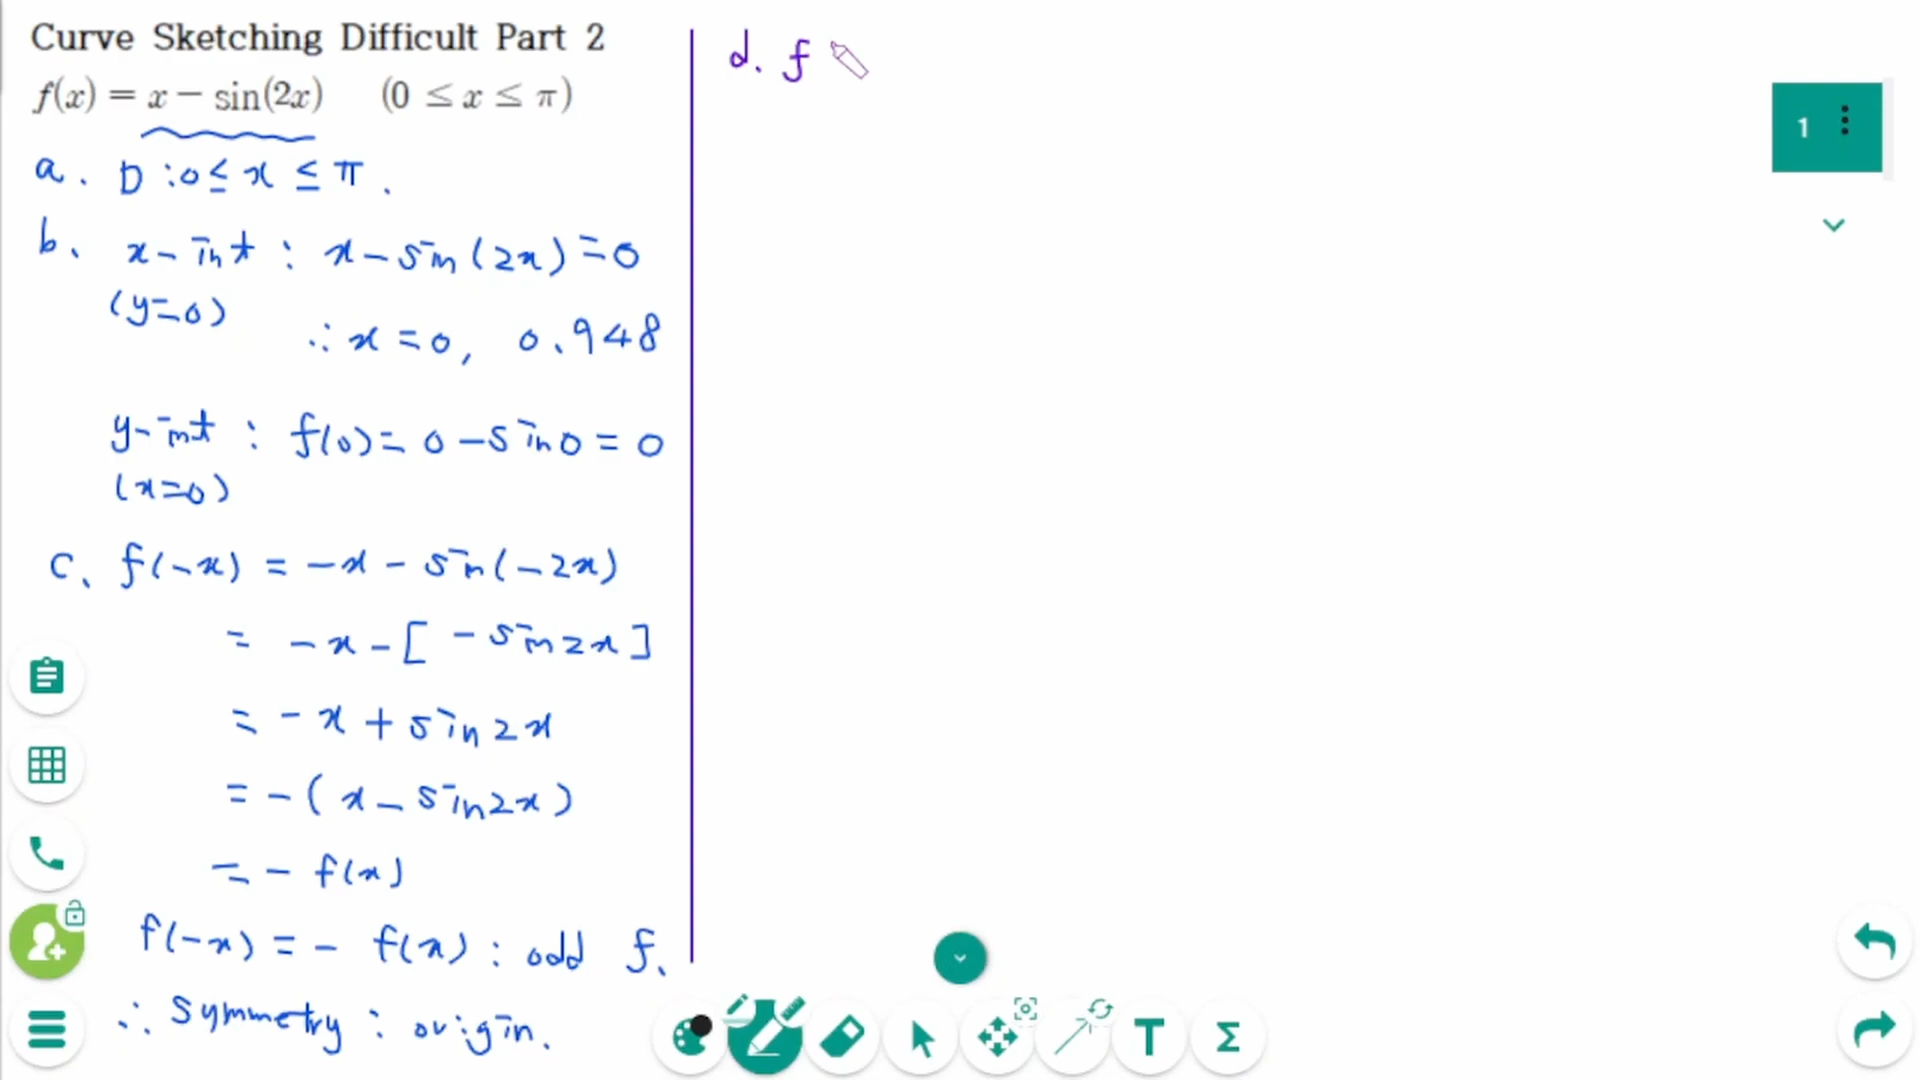 Curve Sketching Difficult Part 2
f(x) = x − sin(2x) (0 ≤ x ≤ π)
a. D : 0 ≤ x ≤ π.
b. x-int : x − sin(2x) = 0
(y=0)
∴ x = 0, 0.948
y-int : f(0) = 0 − sin0 = 0
(x=0)
c. f(−x) = −x − sin(−2x)
= −x − [−sin2x]
= −x + sin2x
= −(x − sin2x)
= − f(x)
f(−x) = − f(x) : odd f.
∴ Symmetry : origin.
d. f
1
T
Σ